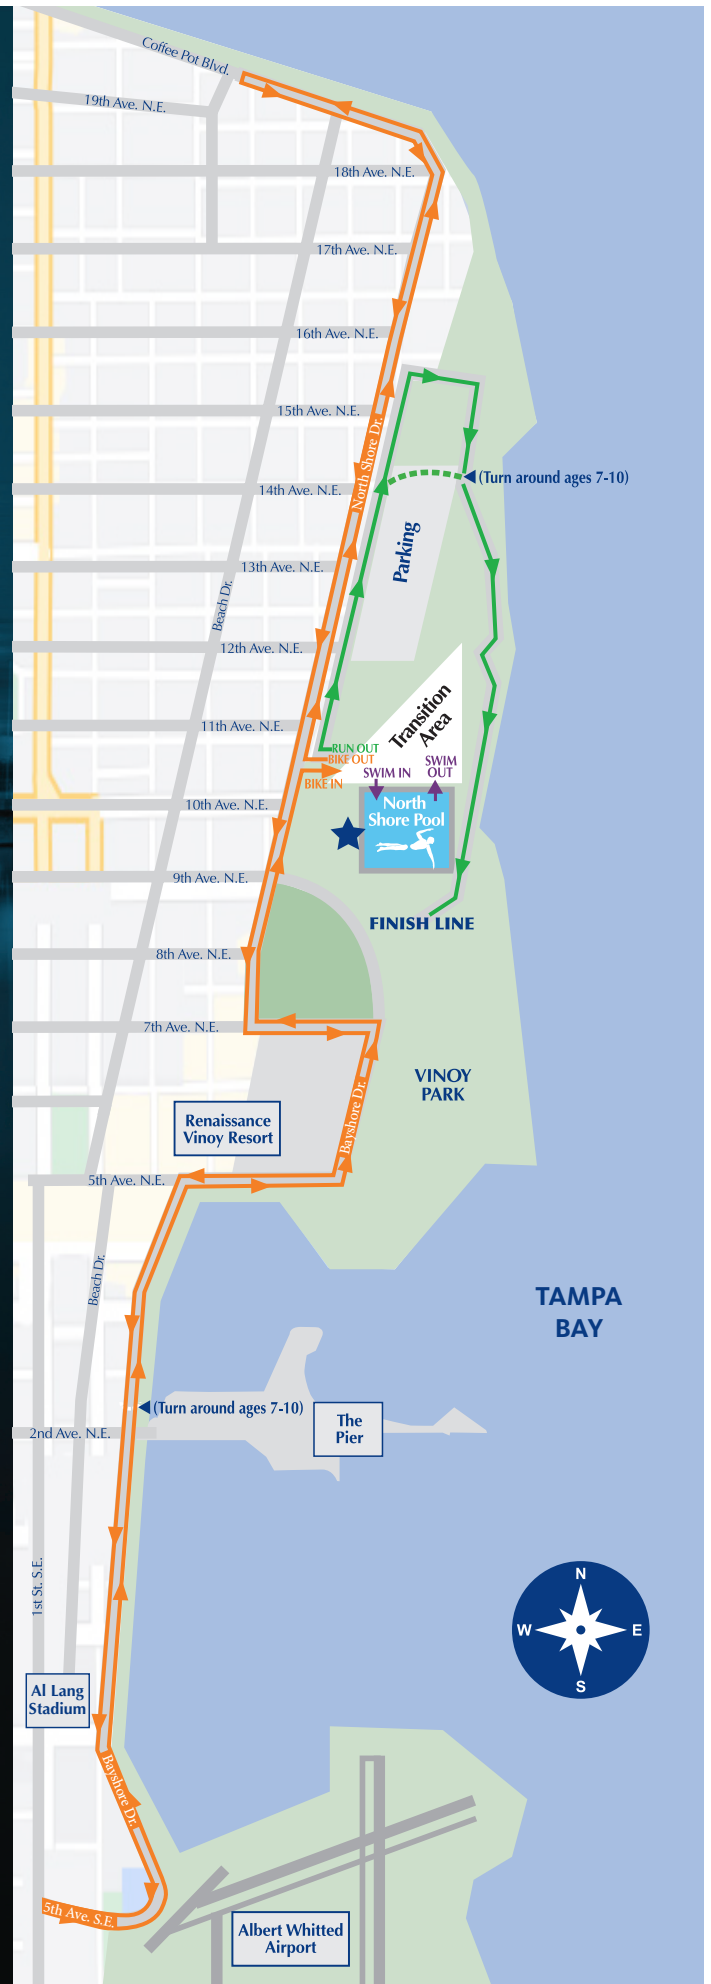 Coffee Pot Blvd.
19th Ave. N.E.
18th Ave. N.E.
17th Ave. N.E.
16th Ave. N.E.
15th Ave. N.E.
North Shore Dr.
14th Ave. N.E.
(Turn around ages 7-10)
Parking
13th Ave. N.E.
Beach Dr.
12th Ave. N.E.
11th Ave. N.E.
Transition
Area
RUN OUT
BIKE OUT
BIKE IN
SWIM IN
SWIM
OUT
10th Ave. N.E.
North
Shore Pool
9th Ave. N.E.
FINISH LINE
8th Ave. N.E.
7th Ave. N.E.
VINOY
PARK
Renaissance
Vinoy Resort
Bayshore Dr.
5th Ave. N.E.
Beach Dr.
TAMPA
BAY
(Turn around ages 7-10)
The
Pier
2nd Ave. N.E.
1st St. S.E.
N
W
E
S
Al Lang
Stadium
Bayshore Dr.
5th Ave. S.E.
Albert Whitted
Airport